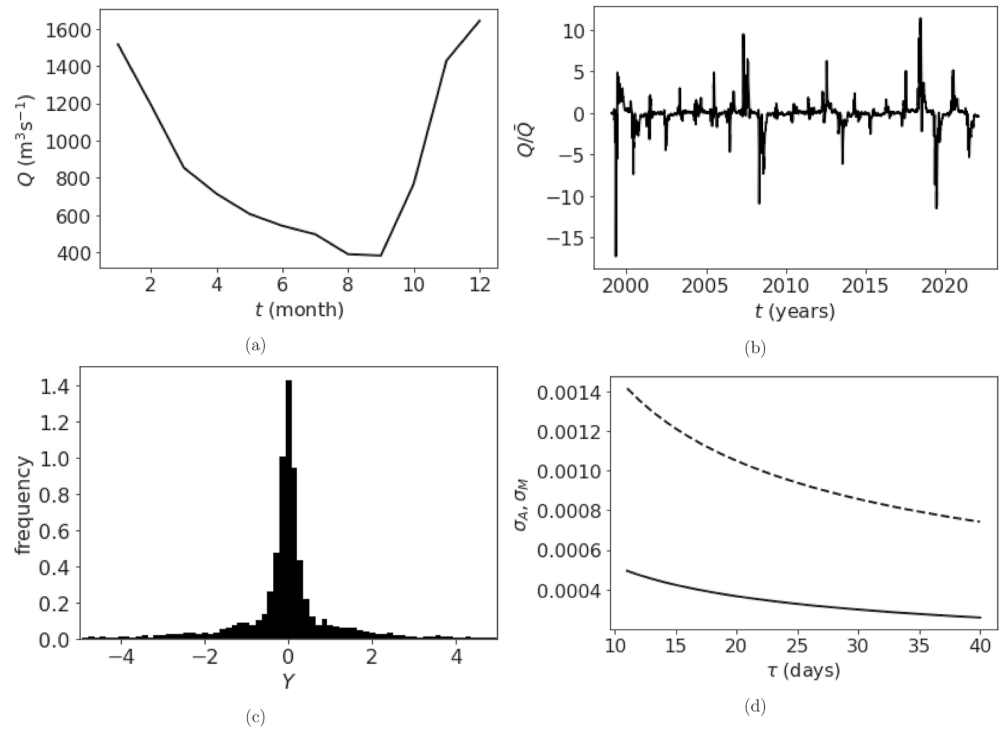 1600
1400
1200
1000
800
600
400
Q (m³s⁻¹)
2 4 6 8 10 12
t (month)
(a)
10
5
0
−5
−10
−15
Q/Q̄
2000 2005 2010 2015 2020
t (years)
(b)
1.4
1.2
1.0
0.8
0.6
0.4
0.2
0.0
frequency
−4 −2 0 2 4
Y
(c)
0.0014
0.0012
0.0010
0.0008
0.0006
0.0004
σ_A, σ_M
10 15 20 25 30 35 40
τ (days)
(d)